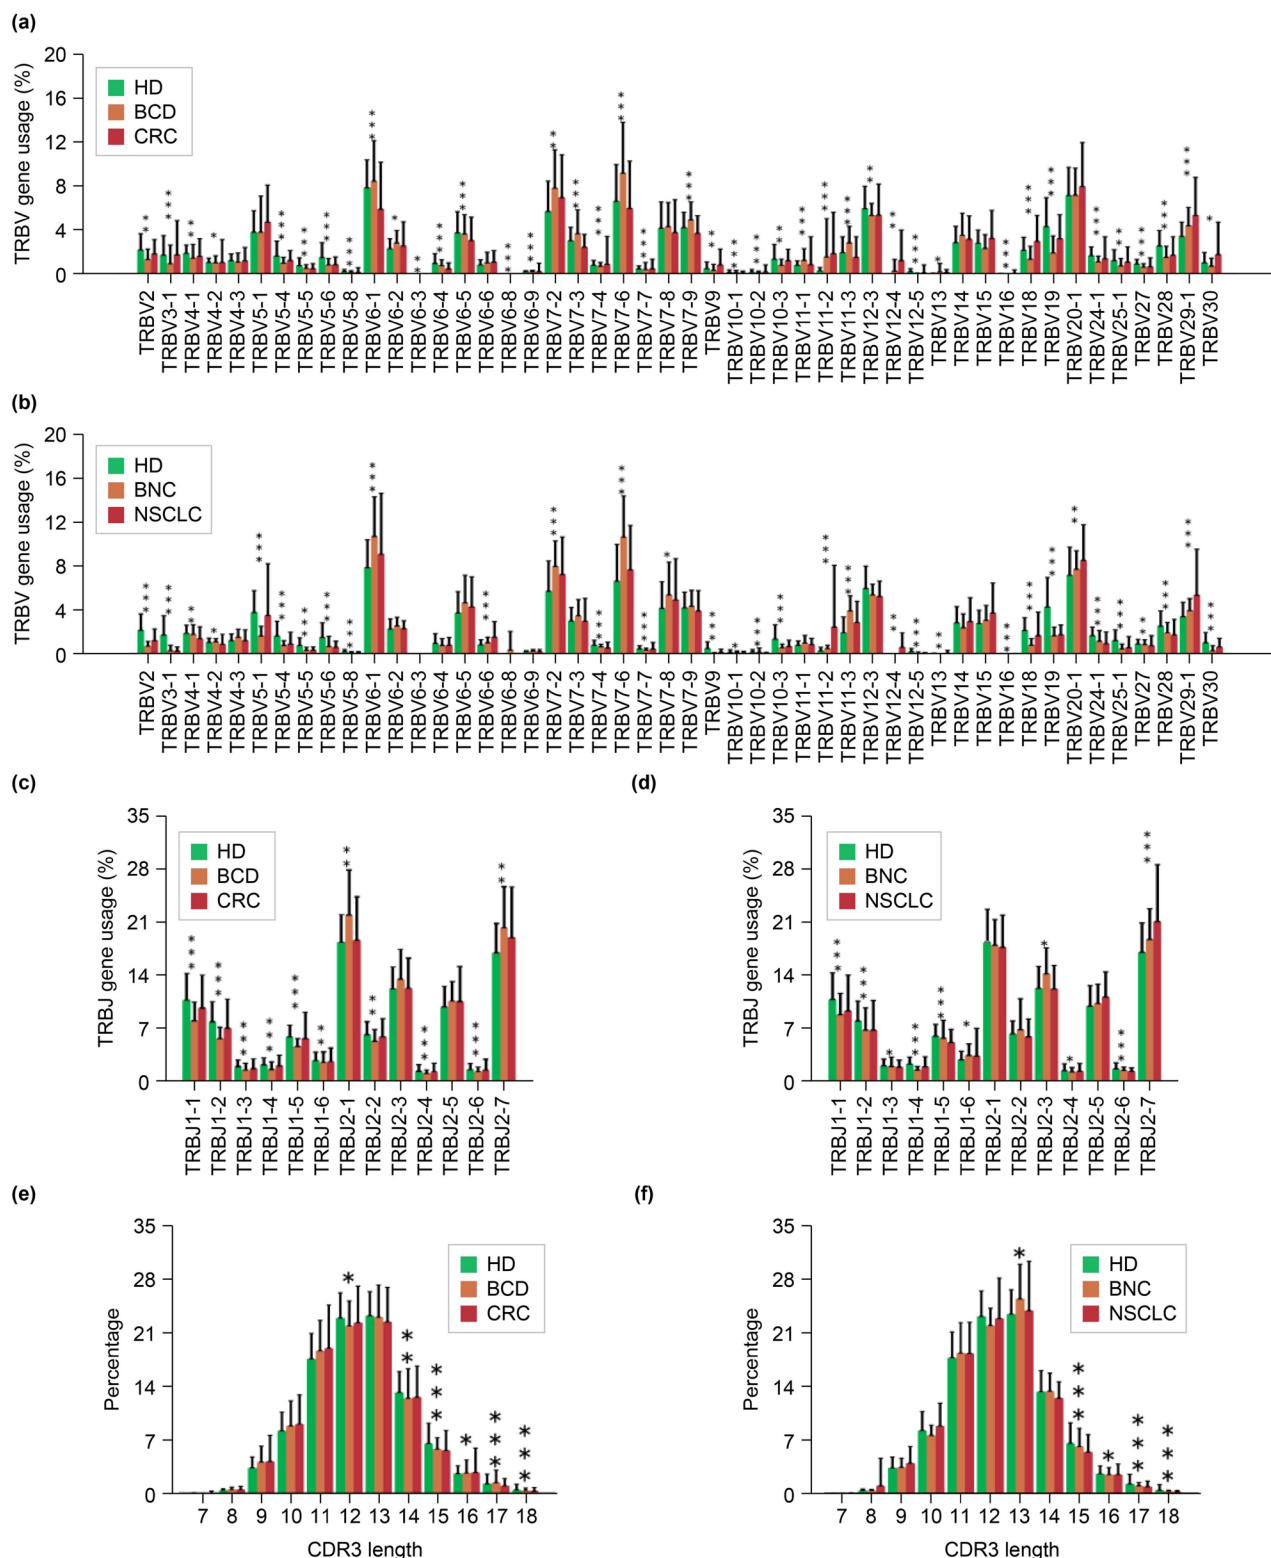 (a)
TRBV gene usage (%)
20
16
12
8
4
0
HD
BCD
CRC
TRBV2
TRBV3-1
TRBV4-1
TRBV4-2
TRBV4-3
TRBV5-1
TRBV5-4
TRBV5-5
TRBV5-6
TRBV5-8
TRBV6-1
TRBV6-2
TRBV6-3
TRBV6-4
TRBV6-5
TRBV6-6
TRBV6-8
TRBV6-9
TRBV7-2
TRBV7-3
TRBV7-4
TRBV7-6
TRBV7-7
TRBV7-8
TRBV7-9
TRBV9
TRBV10-1
TRBV10-2
TRBV10-3
TRBV11-1
TRBV11-2
TRBV11-3
TRBV12-3
TRBV12-4
TRBV12-5
TRBV13
TRBV14
TRBV15
TRBV16
TRBV18
TRBV19
TRBV20-1
TRBV24-1
TRBV25-1
TRBV27
TRBV28
TRBV29-1
TRBV30
(b)
TRBV gene usage (%)
20
16
12
8
4
0
HD
BNC
NSCLC
TRBV2
TRBV3-1
TRBV4-1
TRBV4-2
TRBV4-3
TRBV5-1
TRBV5-4
TRBV5-5
TRBV5-6
TRBV5-8
TRBV6-1
TRBV6-2
TRBV6-3
TRBV6-4
TRBV6-5
TRBV6-6
TRBV6-8
TRBV6-9
TRBV7-2
TRBV7-3
TRBV7-4
TRBV7-6
TRBV7-7
TRBV7-8
TRBV7-9
TRBV9
TRBV10-1
TRBV10-2
TRBV10-3
TRBV11-1
TRBV11-2
TRBV11-3
TRBV12-3
TRBV12-4
TRBV12-5
TRBV13
TRBV14
TRBV15
TRBV16
TRBV18
TRBV19
TRBV20-1
TRBV24-1
TRBV25-1
TRBV27
TRBV28
TRBV29-1
TRBV30
(c)
TRBJ gene usage (%)
35
28
21
14
7
0
HD
BCD
CRC
TRBJ1-1
TRBJ1-2
TRBJ1-3
TRBJ1-4
TRBJ1-5
TRBJ1-6
TRBJ2-1
TRBJ2-2
TRBJ2-3
TRBJ2-4
TRBJ2-5
TRBJ2-6
TRBJ2-7
(d)
TRBJ gene usage (%)
35
28
21
14
7
0
HD
BNC
NSCLC
TRBJ1-1
TRBJ1-2
TRBJ1-3
TRBJ1-4
TRBJ1-5
TRBJ1-6
TRBJ2-1
TRBJ2-2
TRBJ2-3
TRBJ2-4
TRBJ2-5
TRBJ2-6
TRBJ2-7
(e)
Percentage
35
28
21
14
7
0
HD
BCD
CRC
7 8 9 10 11 12 13 14 15 16 17 18
CDR3 length
(f)
Percentage
35
28
21
14
7
0
HD
BNC
NSCLC
7 8 9 10 11 12 13 14 15 16 17 18
CDR3 length